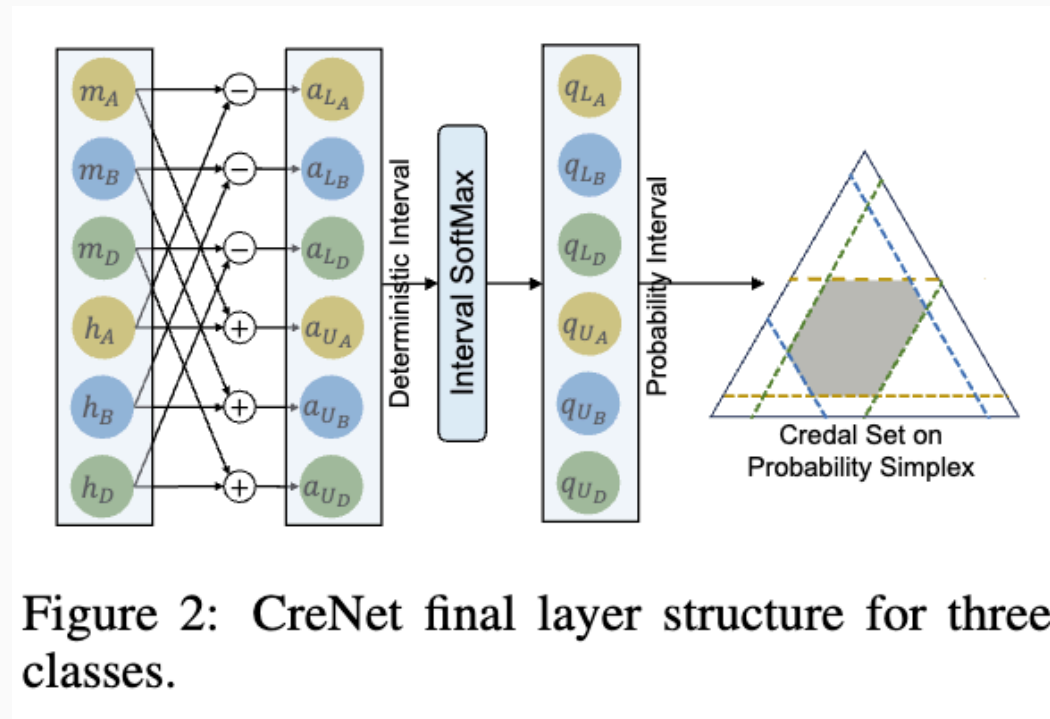 m_A
m_B
m_D
h_A
h_B
h_D
−
−
−
+
+
+
a_{L_A}
a_{L_B}
a_{L_D}
a_{U_A}
a_{U_B}
a_{U_D}
Deterministic Interval
Interval SoftMax
q_{L_A}
q_{L_B}
q_{L_D}
q_{U_A}
q_{U_B}
q_{U_D}
Probability Interval
Credal Set on
Probability Simplex
Figure 2: CreNet final layer structure for three
classes.